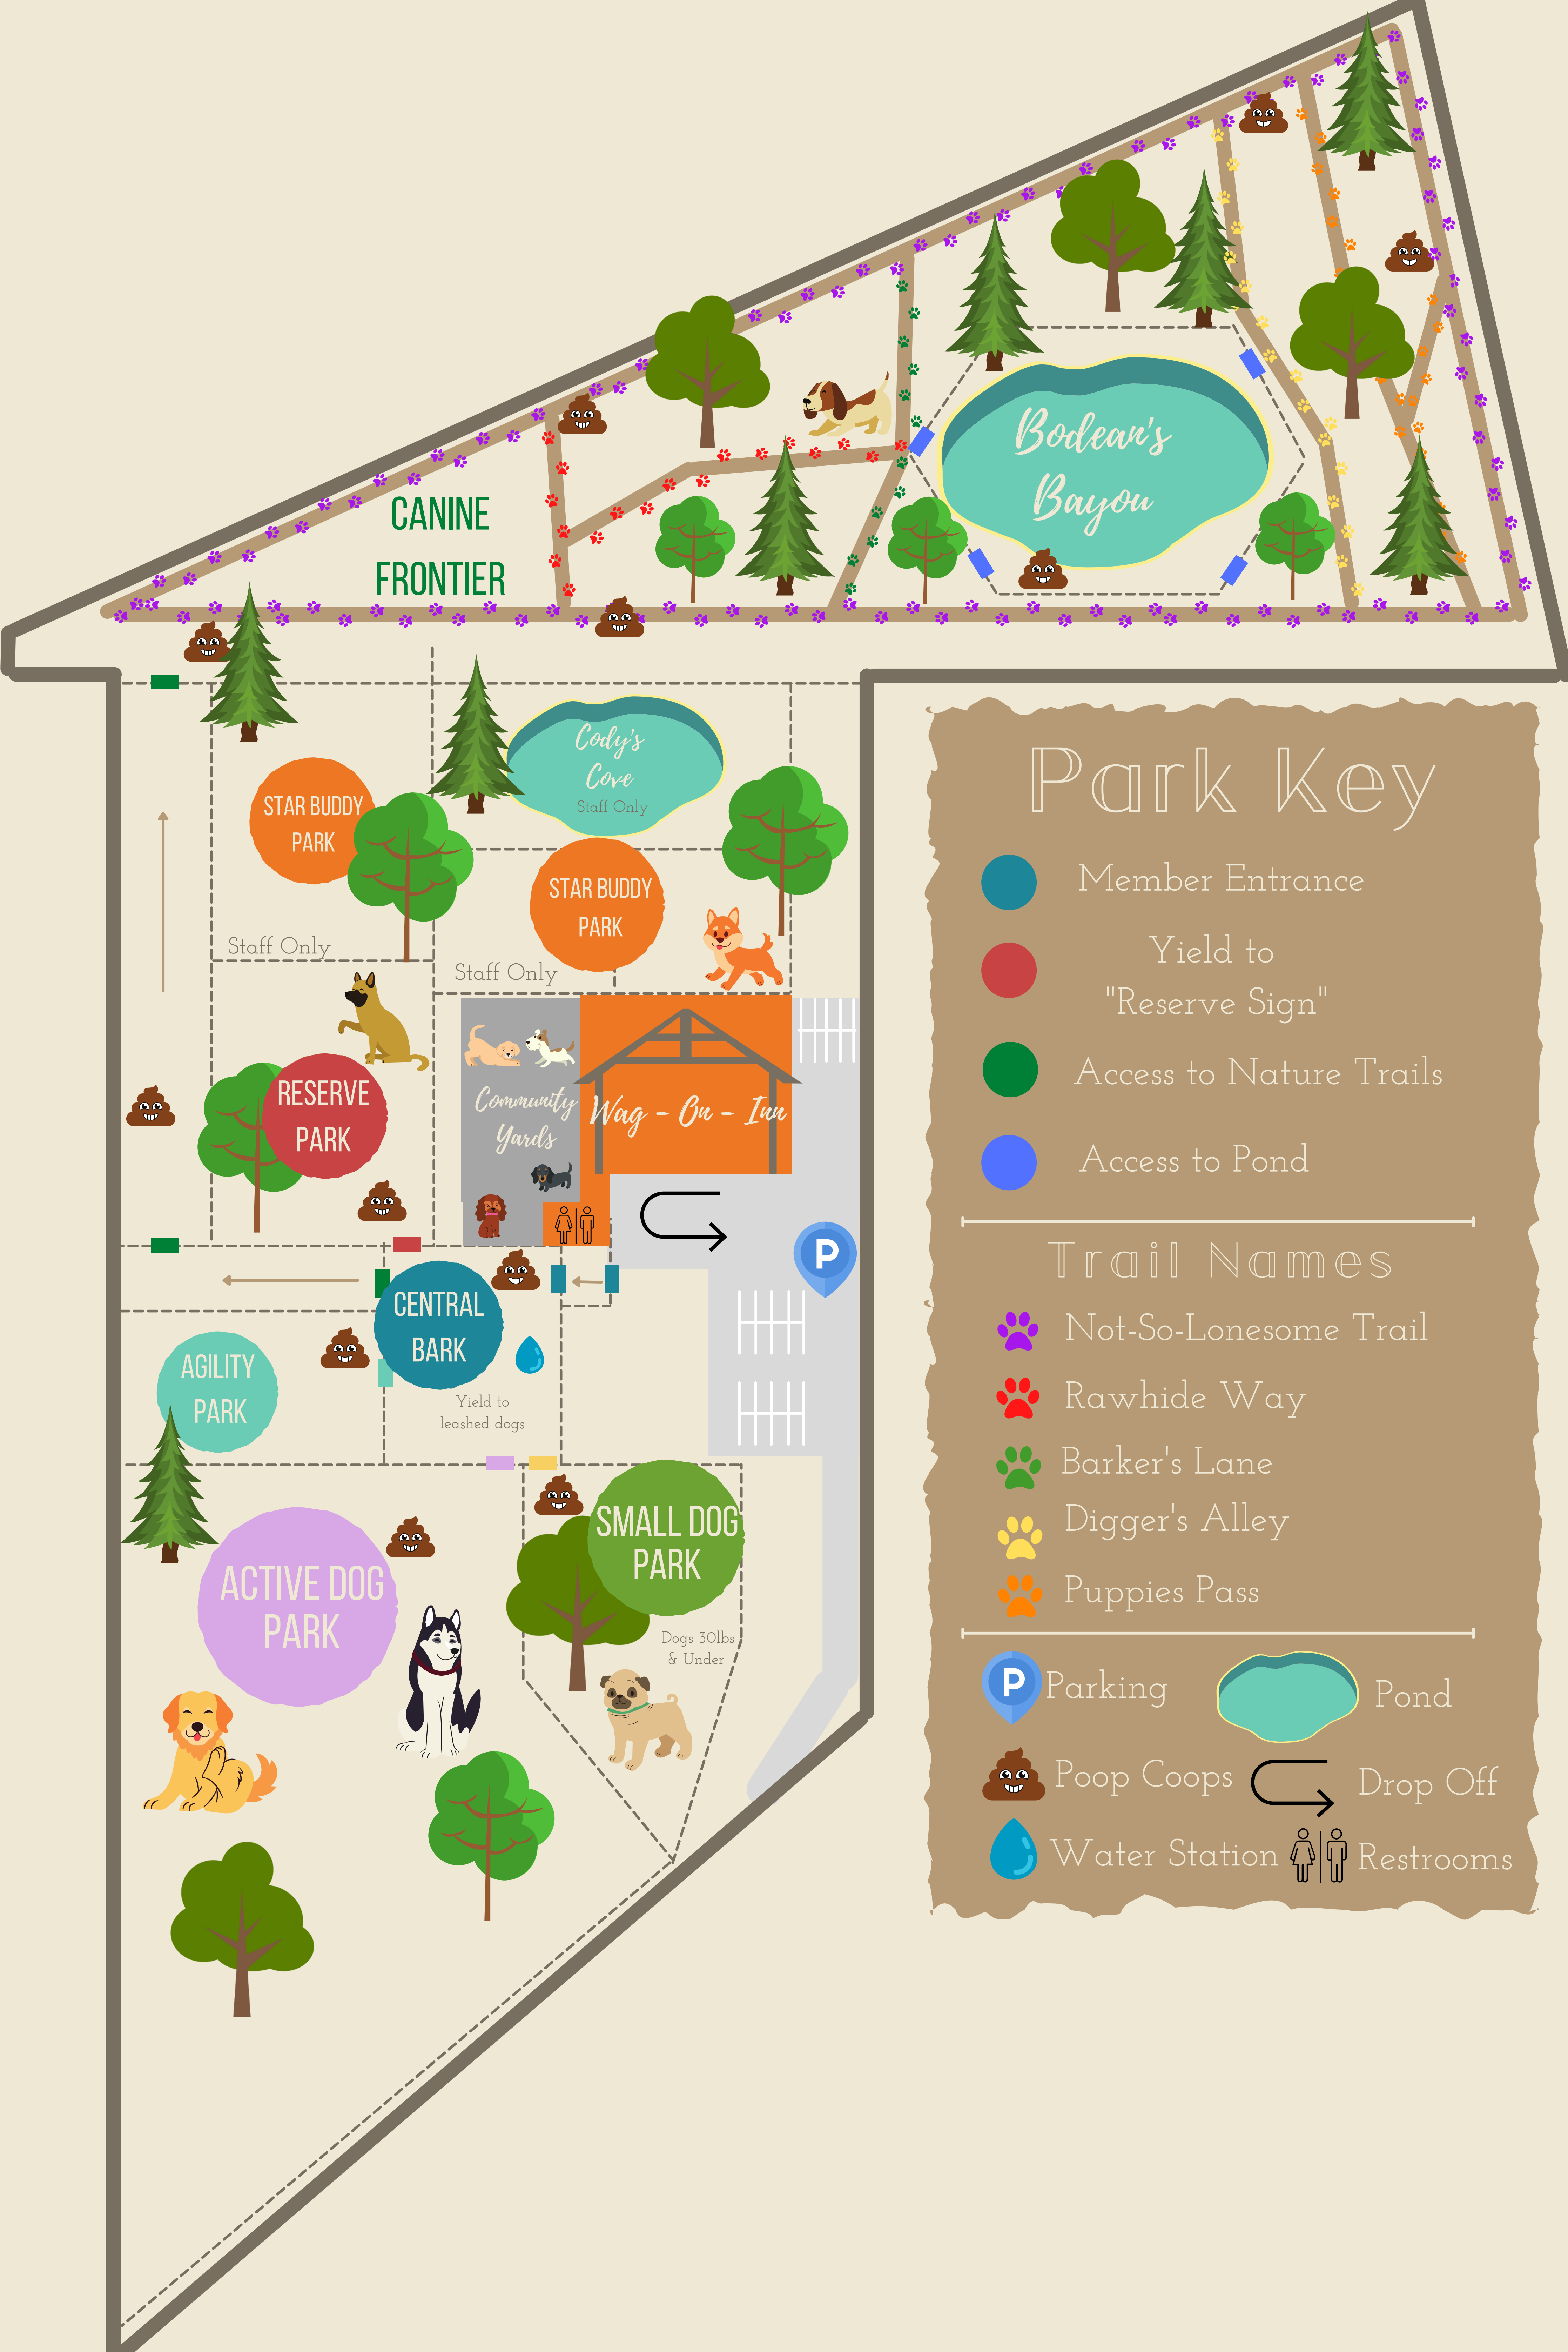 CANINE
FRONTIER
Bodean's
Bayou
Cody's
Cove
Staff Only
STAR BUDDY
PARK
STAR BUDDY
PARK
Staff Only
Staff Only
RESERVE
PARK
Community
Yards
Wag - On - Inn
P
CENTRAL
BARK
Yield to
leashed dogs
AGILITY
PARK
ACTIVE DOG
PARK
SMALL DOG
PARK
Dogs 30lbs
& Under
Park Key
Member Entrance
Yield to
"Reserve Sign"
Access to Nature Trails
Access to Pond
Trail Names
Not-So-Lonesome Trail
Rawhide Way
Barker's Lane
Digger's Alley
Puppies Pass
P Parking
Pond
Poop Coops
Drop Off
Water Station
Restrooms